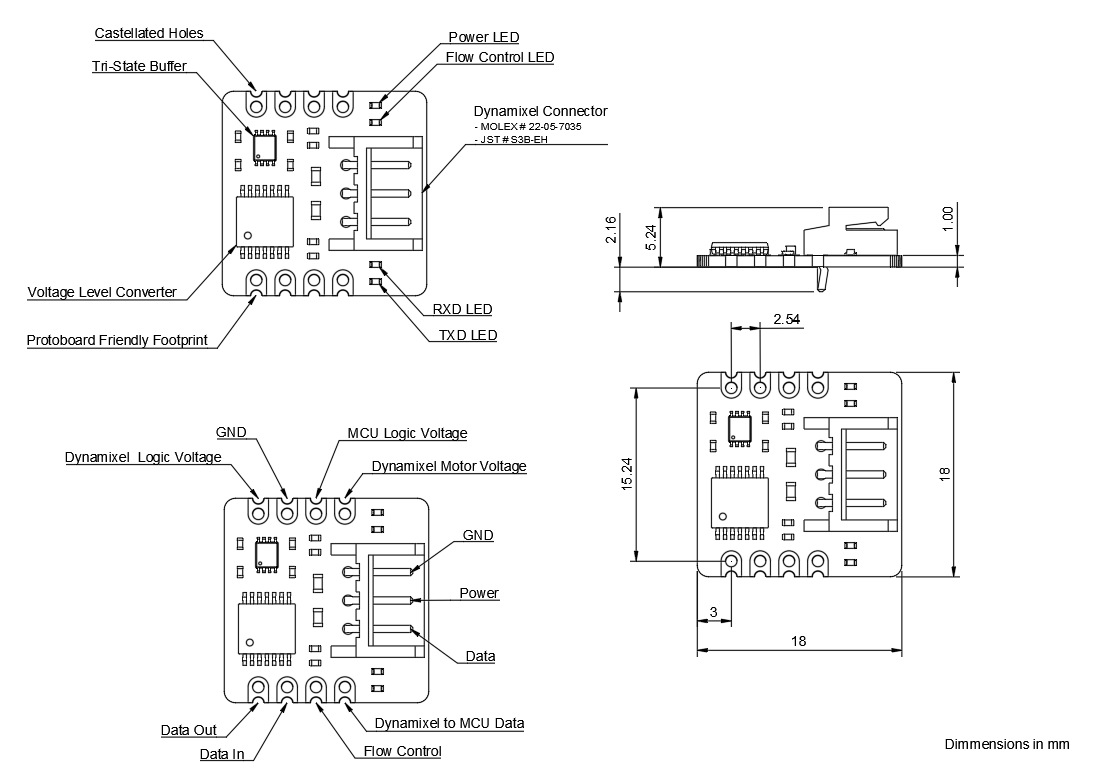 Castellated Holes
Tri-State Buffer
Power LED
Flow Control LED
Dynamixel Connector
- MOLEX # 22-05-7035
- JST # S3B-EH
Voltage Level Converter
Protoboard Friendly Footprint
RXD LED
TXD LED
2.16
5.24
1.00
2.54
15.24
18
3
18
GND
MCU Logic Voltage
Dynamixel Logic Voltage
Dynamixel Motor Voltage
GND
Power
Data
Data Out
Data In
Flow Control
Dynamixel to MCU Data
Dimmensions in mm